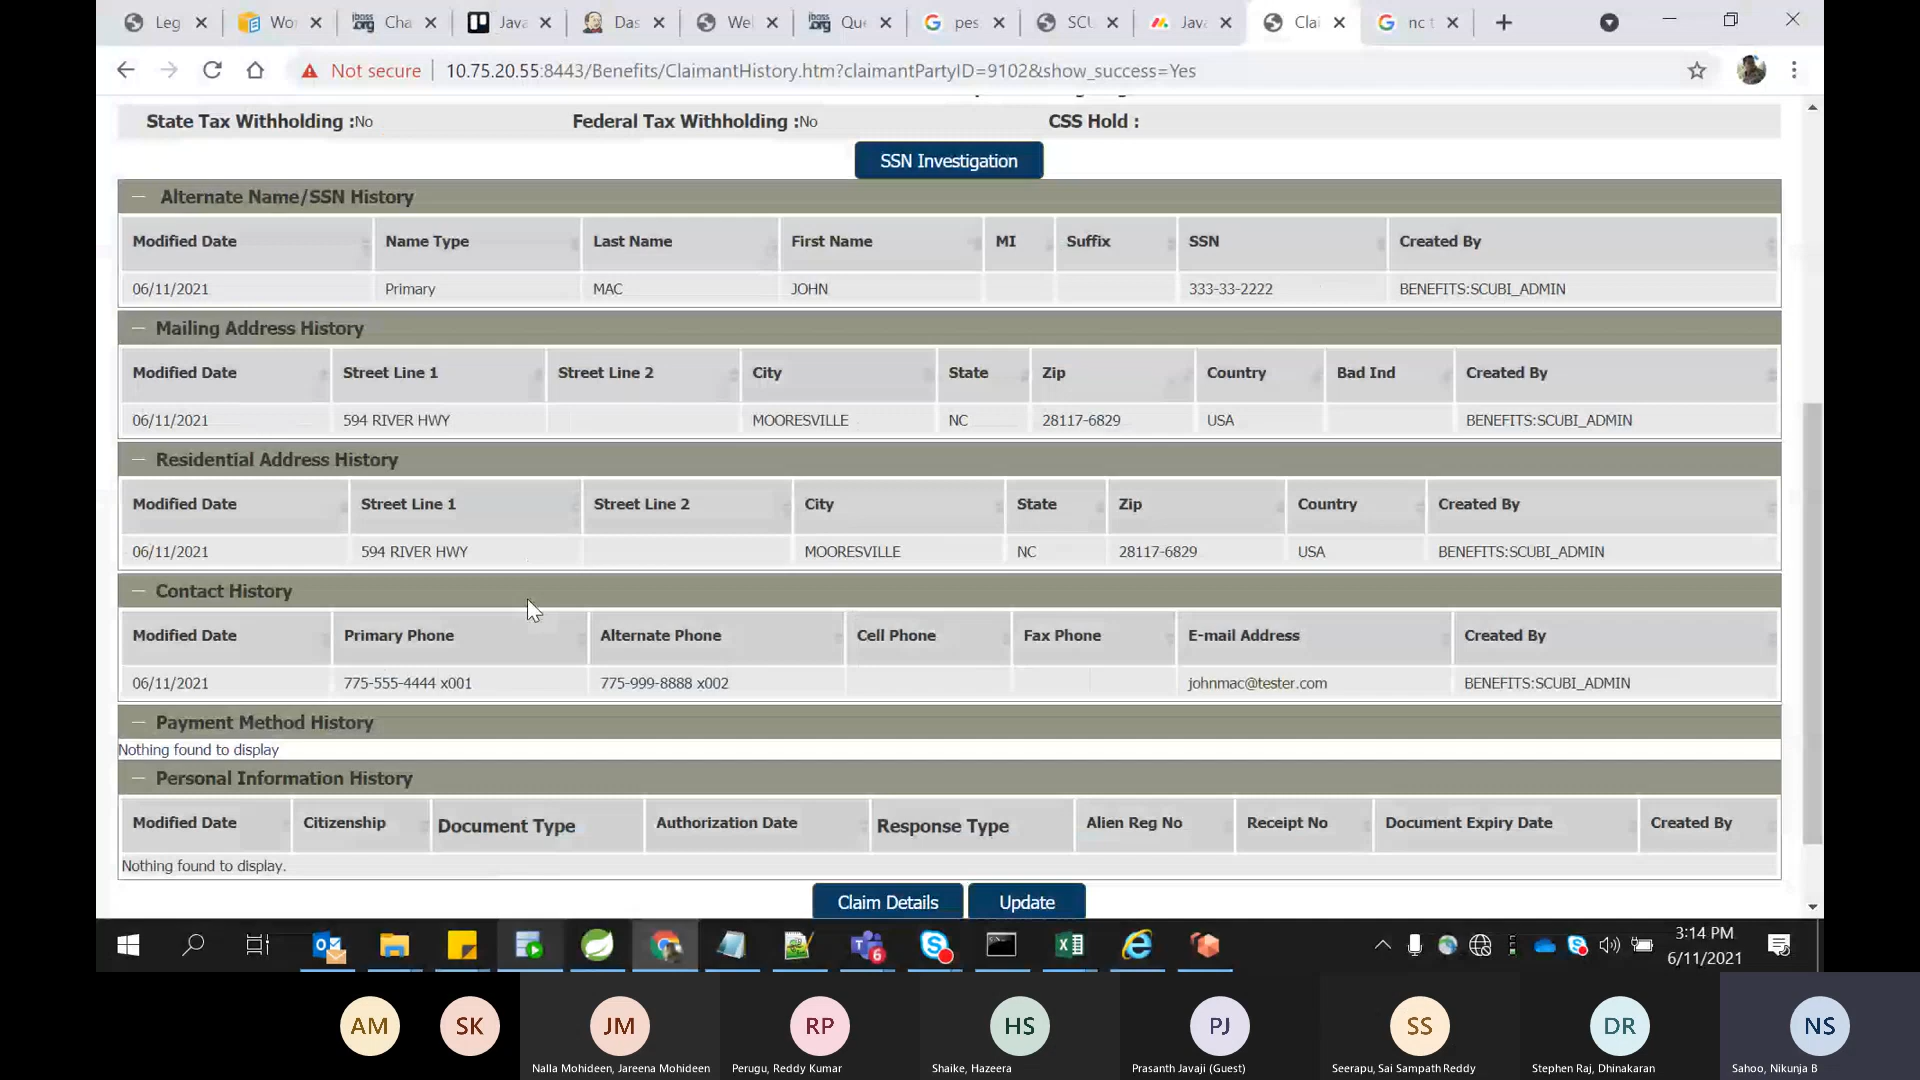 Leg
Wo
Cha
Java
Das
Wel
Que
pes
SCU
Java
Clai
nc t
Not secure
10.75.20.55:8443/Benefits/ClaimantHistory.htm?claimantPartyID=9102&show_success=Yes
State Tax Withholding :No Federal Tax Withholding :No CSS Hold :
SSN Investigation
Alternate Name/SSN History
Modified Date Name Type Last Name First Name MI Suffix SSN Created By
06/11/2021 Primary MAC JOHN 333-33-2222 BENEFITS:SCUBI_ADMIN
Mailing Address History
Modified Date Street Line 1 Street Line 2 City State Zip Country Bad Ind Created By
06/11/2021 594 RIVER HWY MOORESVILLE NC 28117-6829 USA BENEFITS:SCUBI_ADMIN
Residential Address History
Modified Date Street Line 1 Street Line 2 City State Zip Country Created By
06/11/2021 594 RIVER HWY MOORESVILLE NC 28117-6829 USA BENEFITS:SCUBI_ADMIN
Contact History
Modified Date Primary Phone Alternate Phone Cell Phone Fax Phone E-mail Address Created By
06/11/2021 775-555-4444 x001 775-999-8888 x002 johnmac@tester.com BENEFITS:SCUBI_ADMIN
Payment Method History
Nothing found to display
Personal Information History
Modified Date Citizenship Document Type Authorization Date Response Type Alien Reg No Receipt No Document Expiry Date Created By
Nothing found to display.
Claim Details Update
3:14 PM
6/11/2021
AM SK JM RP HS PJ SS DR NS
Nalla Mohideen, Jareena Mohideen Perugu, Reddy Kumar Shaike, Hazeera Prasanth Javaji (Guest) Seerapu, Sai Sampath Reddy Stephen Raj, Dhinakaran Sahoo, Nikunja B